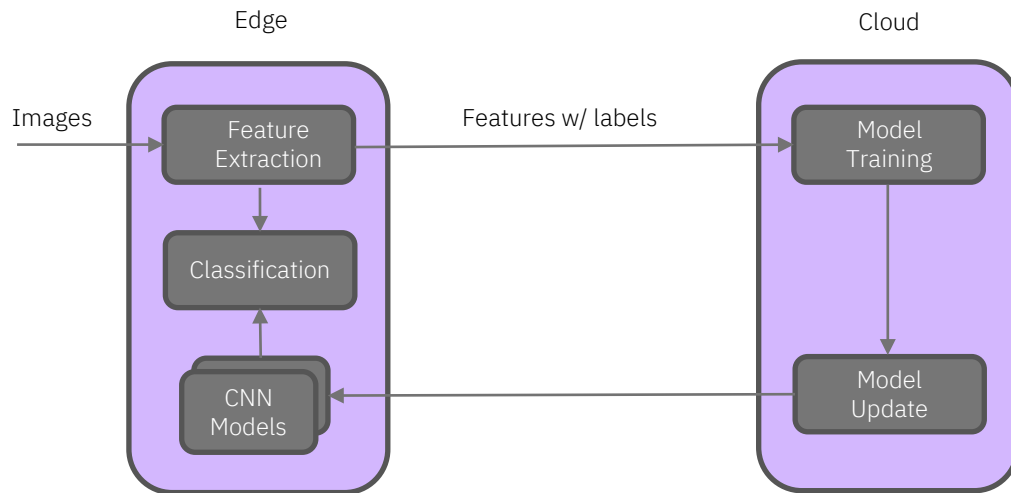 Edge
Cloud
Images
Feature
Extraction
Features w/ labels
Model
Training
Classification
CNN
Models
Model
Update